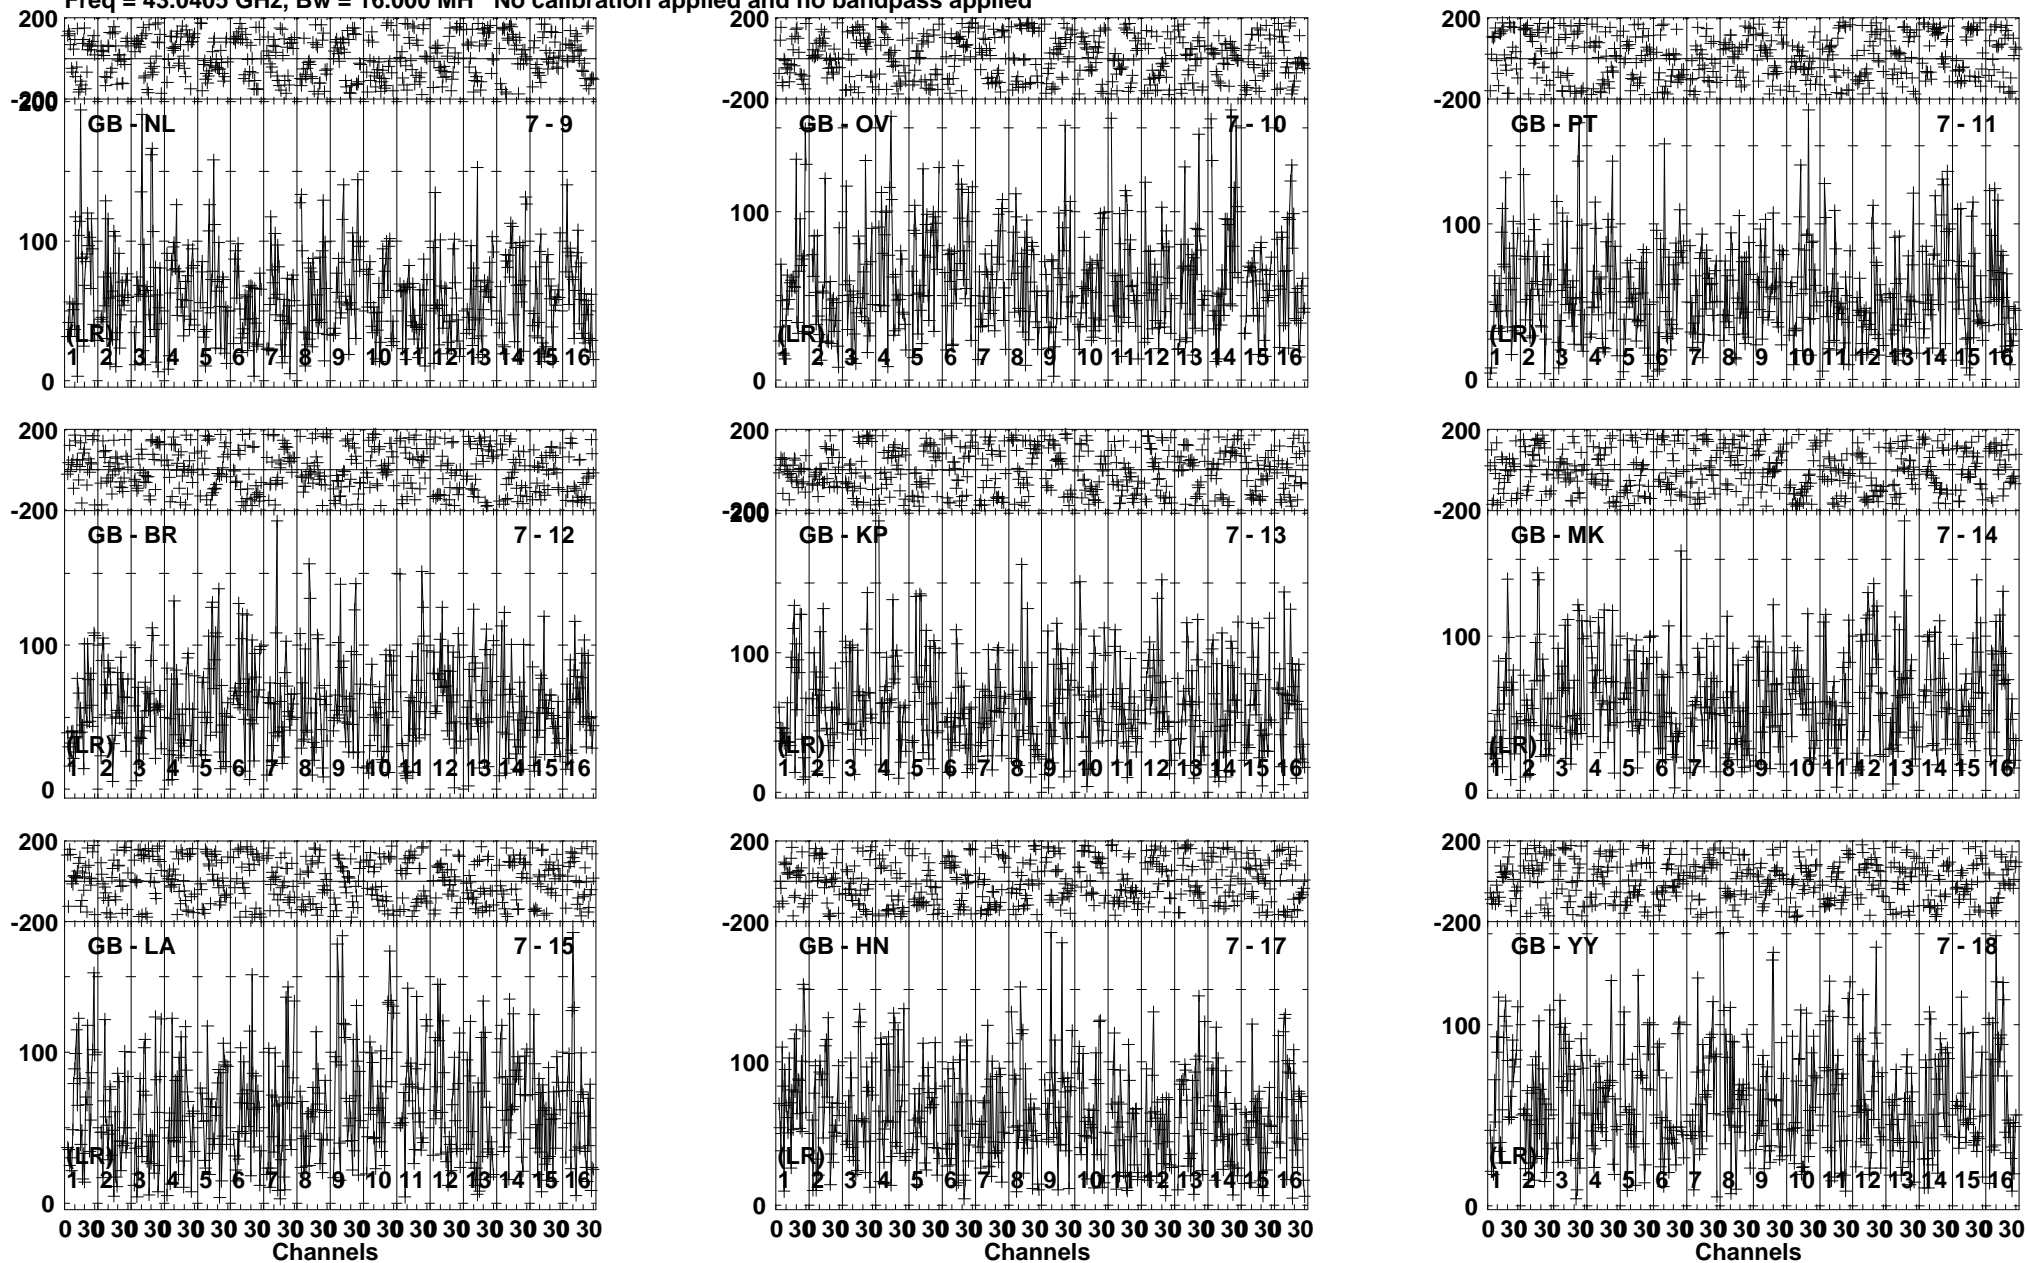 Freq = 43.0405 GHz, Bw = 16.000 MH No calibration applied and no bandpass applied
200 200 200
-200 -200 -200
200
GB - NL 7 - 9 GB - OV 7 - 10 GB - PT 7 - 11
100 100 100
(LR) (LR) (LR)
1 2 3 4 5 6 7 8 9 10 11 12 13 14 15 16 1 2 3 4 5 6 7 8 9 10 11 12 13 14 15 16 1 2 3 4 5 6 7 8 9 10 11 12 13 14 15 16
0 0 0
200 200 200
-200 -200 -200
200
GB - BR 7 - 12 GB - KP 7 - 13 GB - MK 7 - 14
100 100 100
(LR) (LR) (LR)
1 2 3 4 5 6 7 8 9 10 11 12 13 14 15 16 1 2 3 4 5 6 7 8 9 10 11 12 13 14 15 16 1 2 3 4 5 6 7 8 9 10 11 12 13 14 15 16
0 0 0
200 200 200
-200 -200 -200
GB - LA 7 - 15 GB - HN 7 - 17 GB - YY 7 - 18
100 100 100
(LR) (LR) (LR)
1 2 3 4 5 6 7 8 9 10 11 12 13 14 15 16 1 2 3 4 5 6 7 8 9 10 11 12 13 14 15 16 1 2 3 4 5 6 7 8 9 10 11 12 13 14 15 16
0 0 0
0 30 30 30 30 30 30 30 30 30 30 30 30 30 30 30 30 0 30 30 30 30 30 30 30 30 30 30 30 30 30 30 30 30 0 30 30 30 30 30 30 30 30 30 30 30 30 30 30 30 30
Channels Channels Channels